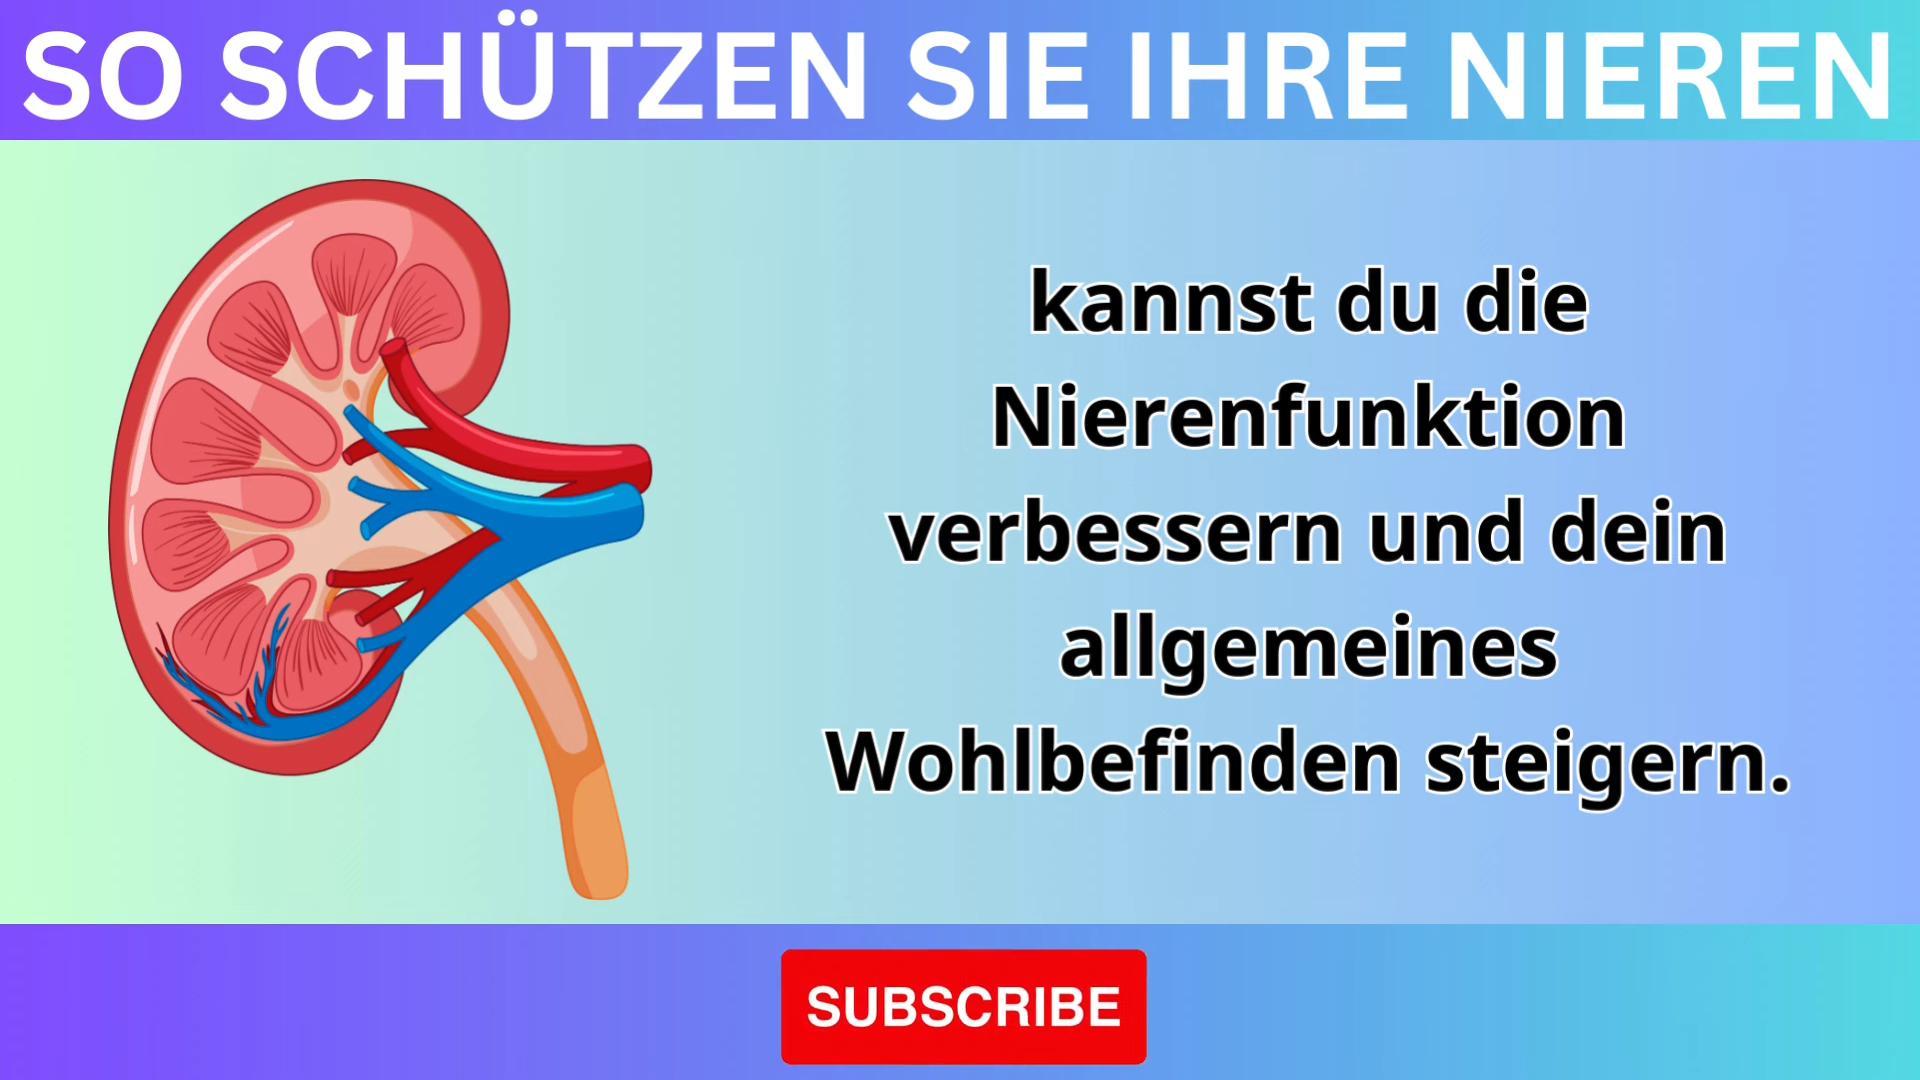 SO SCHÜTZEN SIE IHRE NIEREN
kannst du die
Nierenfunktion
verbessern und dein
allgemeines
Wohlbefinden steigern.
SUBSCRIBE